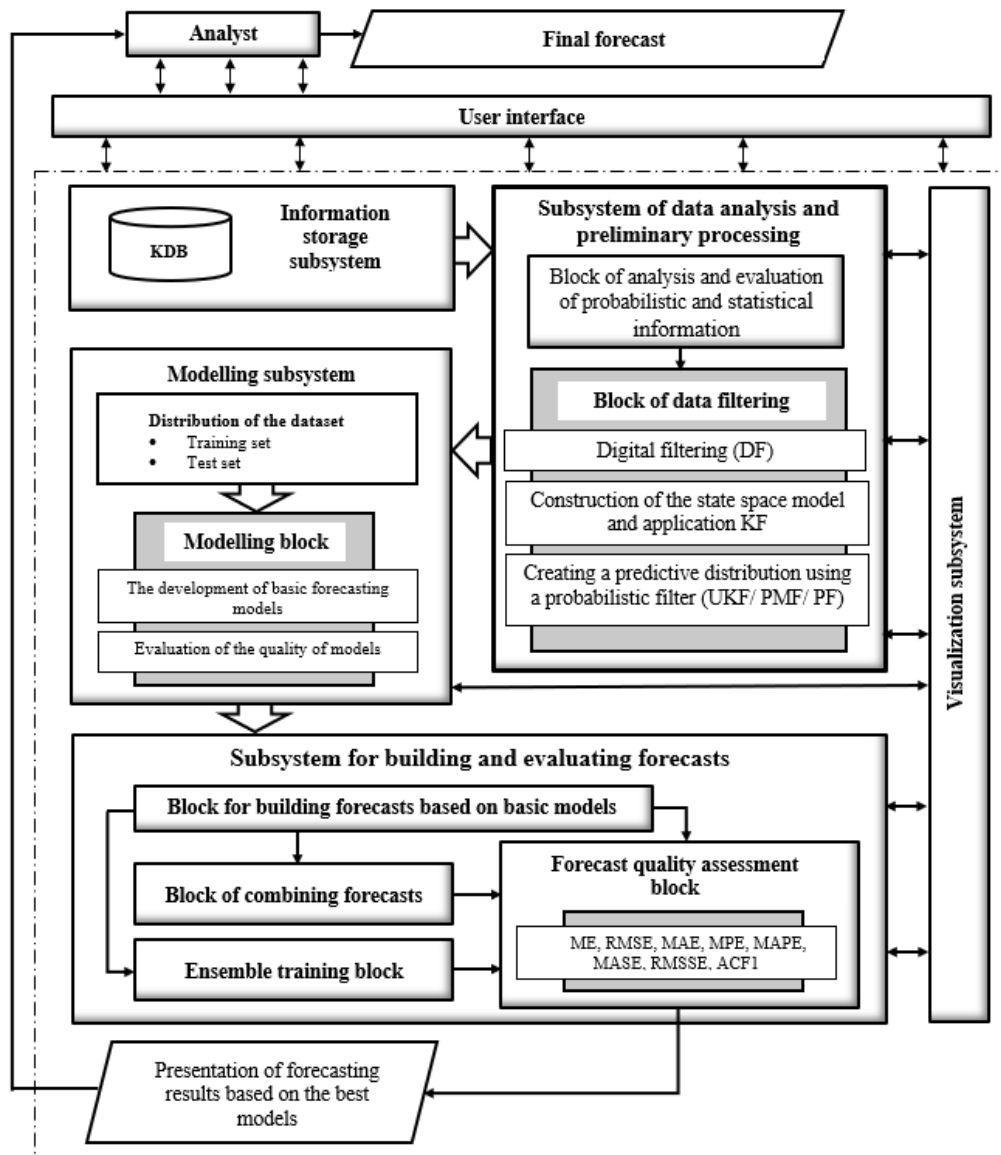 Analyst
Final forecast
User interface
KDB
Information
storage
subsystem
Subsystem of data analysis and
preliminary processing
Block of analysis and evaluation
of probabilistic and statistical
information
Block of data filtering
Digital filtering (DF)
Construction of the state space model
and application KF
Creating a predictive distribution using
a probabilistic filter (UKF/ PMF/ PF)
Modelling subsystem
Distribution of the dataset
• Training set
• Test set
Modelling block
The development of basic forecasting
models
Evaluation of the quality of models
Visualization subsystem
Subsystem for building and evaluating forecasts
Block for building forecasts based on basic models
Block of combining forecasts
Ensemble training block
Forecast quality assessment
block
ME, RMSE, MAE, MPE, MAPE,
MASE, RMSSE, ACF1
Presentation of forecasting
results based on the best
models